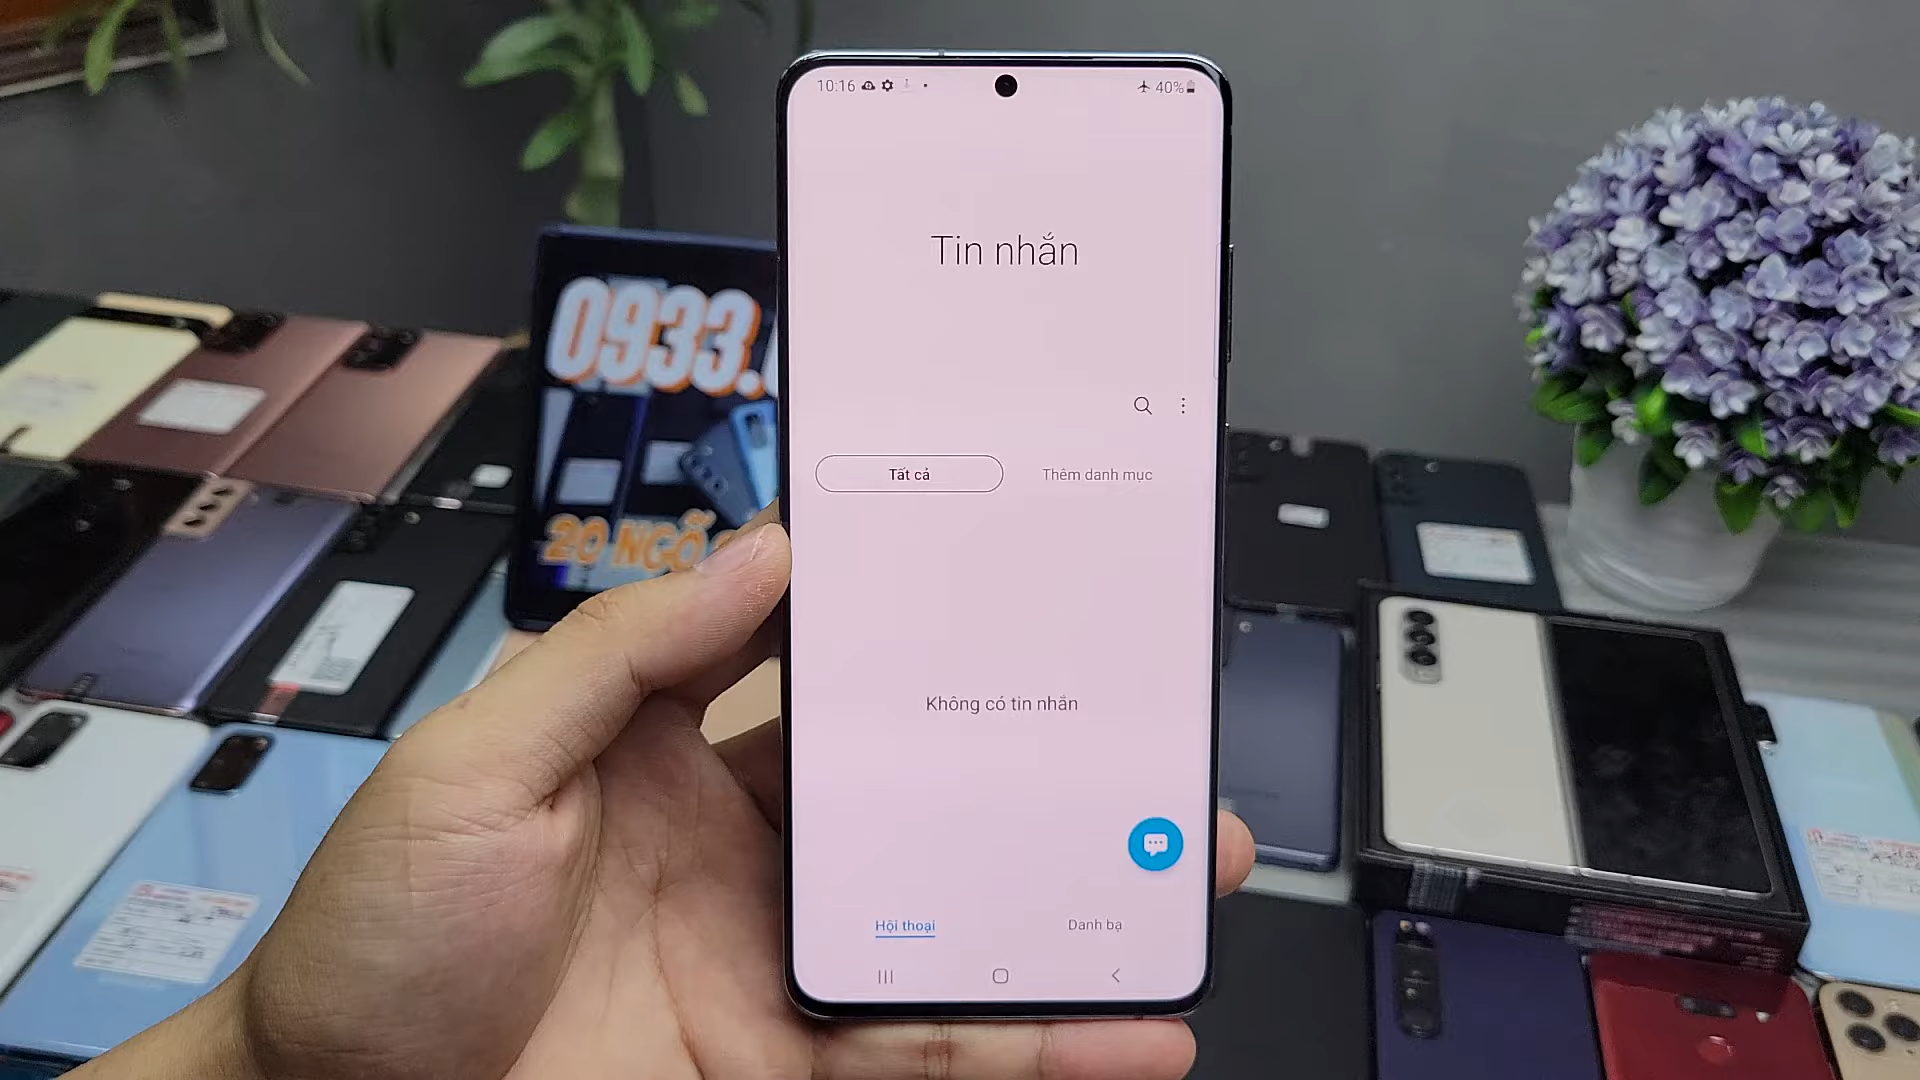 10:16
40%
Tin nhắn
0933.
Tất cả
Thêm danh mục
20 NGÕ
Không có tin nhắn
Hội thoại
Danh bạ